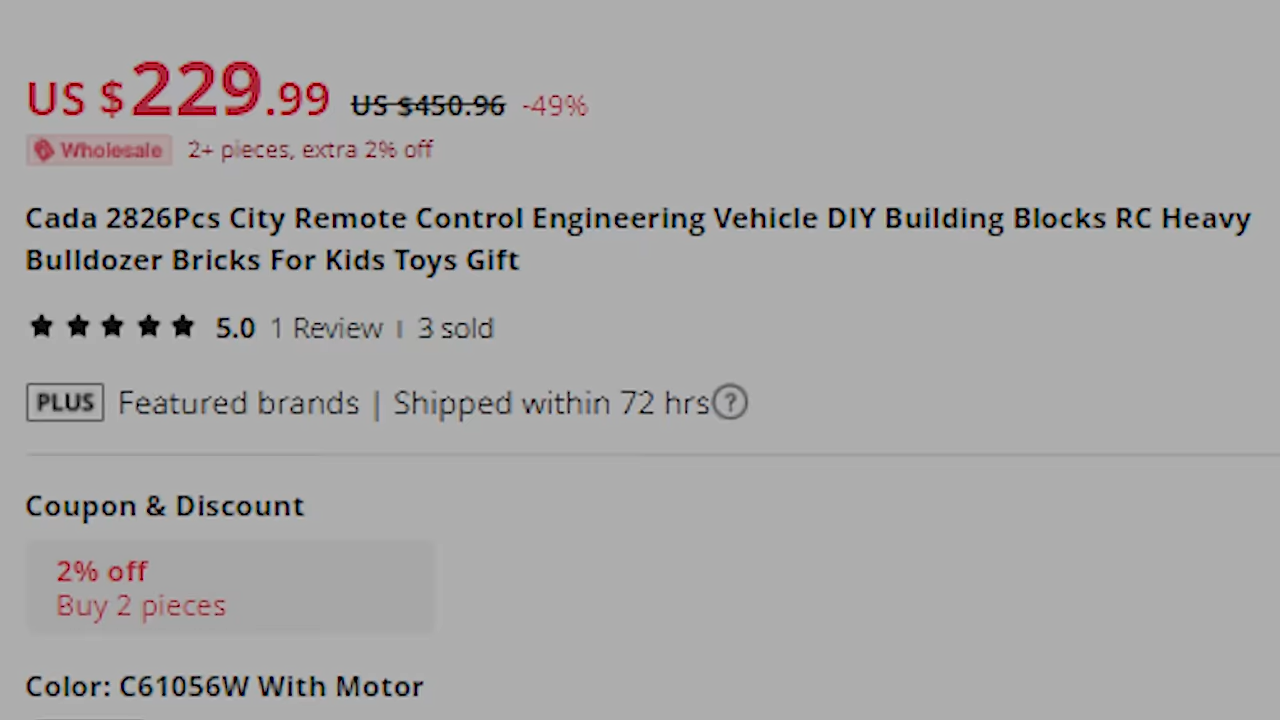 US $229.99 US $450.96 -49%
Wholesale 2+ pieces, extra 2% off
Cada 2826Pcs City Remote Control Engineering Vehicle DIY Building Blocks RC Heavy
Bulldozer Bricks For Kids Toys Gift
5.0 1 Review | 3 sold
PLUS Featured brands | Shipped within 72 hrs?
Coupon & Discount
2% off
Buy 2 pieces
Color: C61056W With Motor